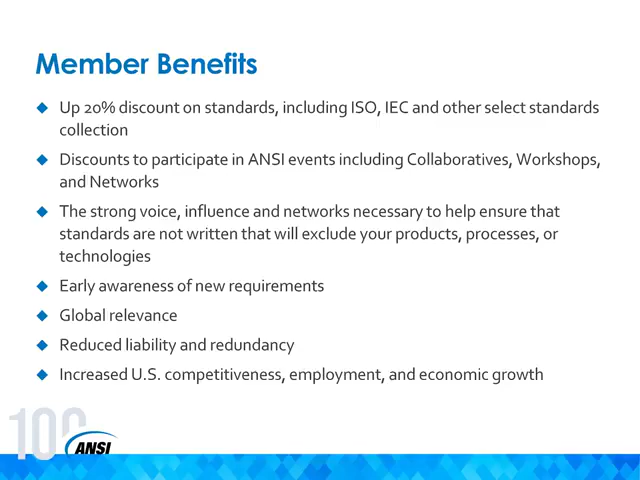 Member Benefits
Up 20% discount on standards, including ISO, IEC and other select standards
collection
Discounts to participate in ANSI events including Collaboratives, Workshops,
and Networks
The strong voice, influence and networks necessary to help ensure that
standards are not written that will exclude your products, processes, or
technologies
Early awareness of new requirements
Global relevance
Reduced liability and redundancy
Increased U.S. competitiveness, employment, and economic growth
100
ANSI